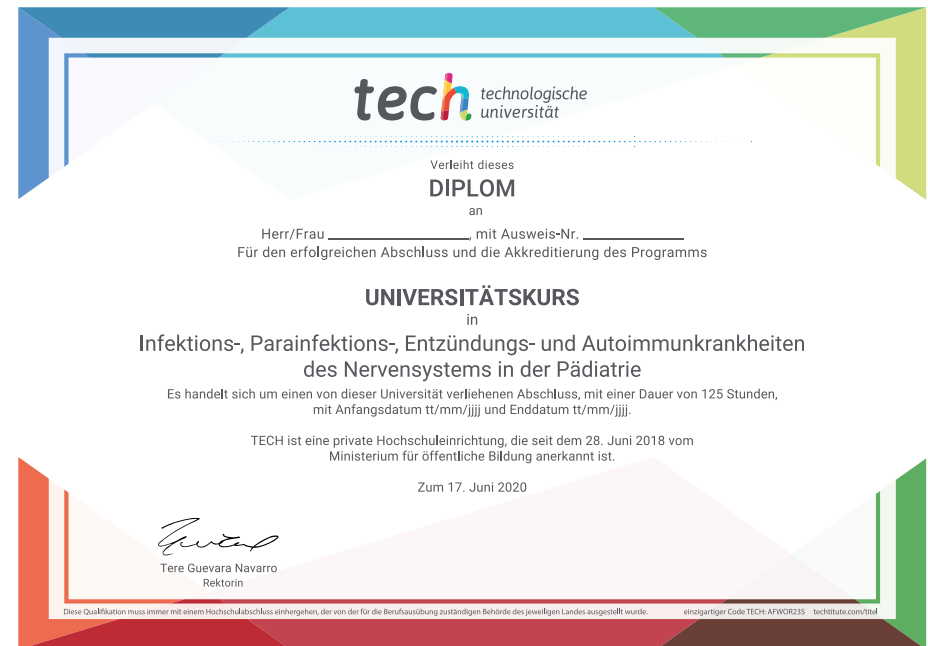 tech technologische
universität
Verleiht dieses
DIPLOM
an
Herr/Frau ____________________, mit Ausweis-Nr. ______________
Für den erfolgreichen Abschluss und die Akkreditierung des Programms
UNIVERSITÄTSKURS
in
Infektions-, Parainfektions-, Entzündungs- und Autoimmunkrankheiten
des Nervensystems in der Pädiatrie
Es handelt sich um einen von dieser Universität verliehenen Abschluss, mit einer Dauer von 125 Stunden,
mit Anfangsdatum tt/mm/jjjj und Enddatum tt/mm/jjjj.
TECH ist eine private Hochschuleinrichtung, die seit dem 28. Juni 2018 vom
Ministerium für öffentliche Bildung anerkannt ist.
Zum 17. Juni 2020
Tere Guevara Navarro
Rektorin
Diese Qualifikation muss immer mit einem Hochschulabschluss einhergehen, der von der für die Berufsausübung zuständigen Behörde des jeweiligen Landes ausgestellt wurde. einzigartiger Code TECH: AFWOR235 techtitute.com/titel